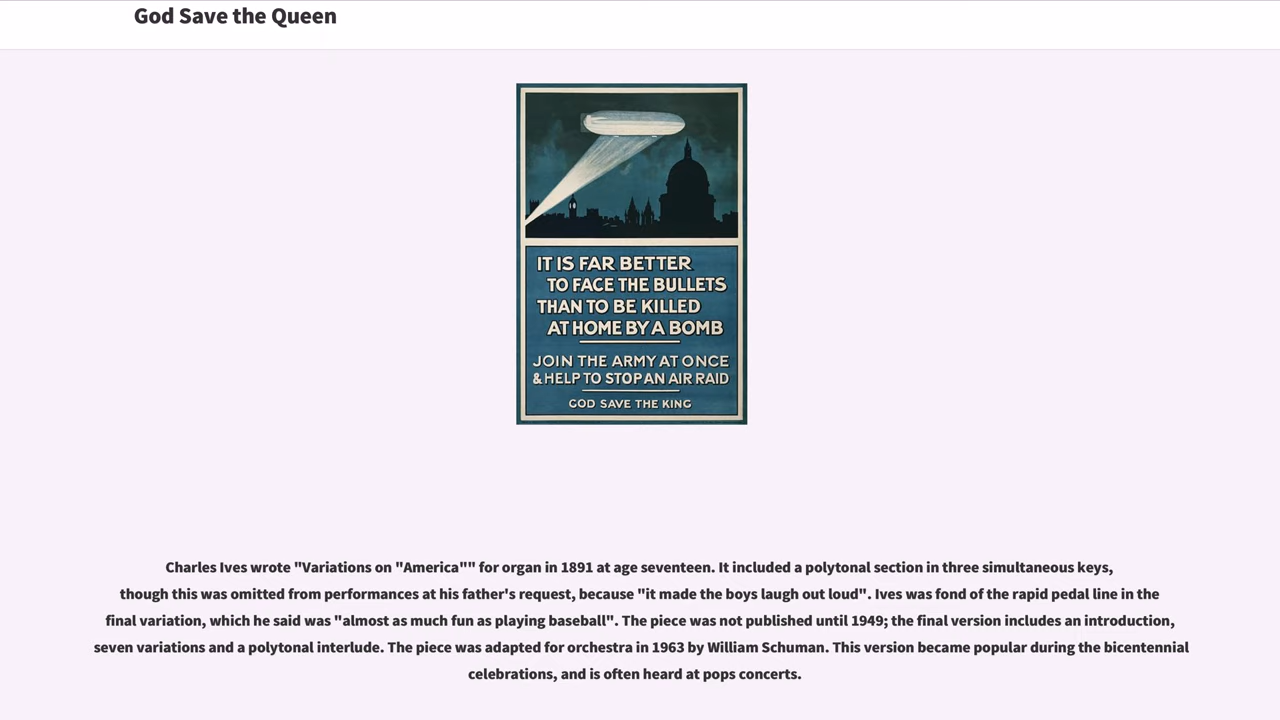 God Save the Queen
IT IS FAR BETTER
TO FACE THE BULLETS
THAN TO BE KILLED
AT HOME BY A BOMB
JOIN THE ARMY AT ONCE
& HELP TO STOP AN AIR RAID
GOD SAVE THE KING
Charles Ives wrote "Variations on "America"" for organ in 1891 at age seventeen. It included a polytonal section in three simultaneous keys,
though this was omitted from performances at his father's request, because "it made the boys laugh out loud". Ives was fond of the rapid pedal line in the
final variation, which he said was "almost as much fun as playing baseball". The piece was not published until 1949; the final version includes an introduction,
seven variations and a polytonal interlude. The piece was adapted for orchestra in 1963 by William Schuman. This version became popular during the bicentennial
celebrations, and is often heard at pops concerts.